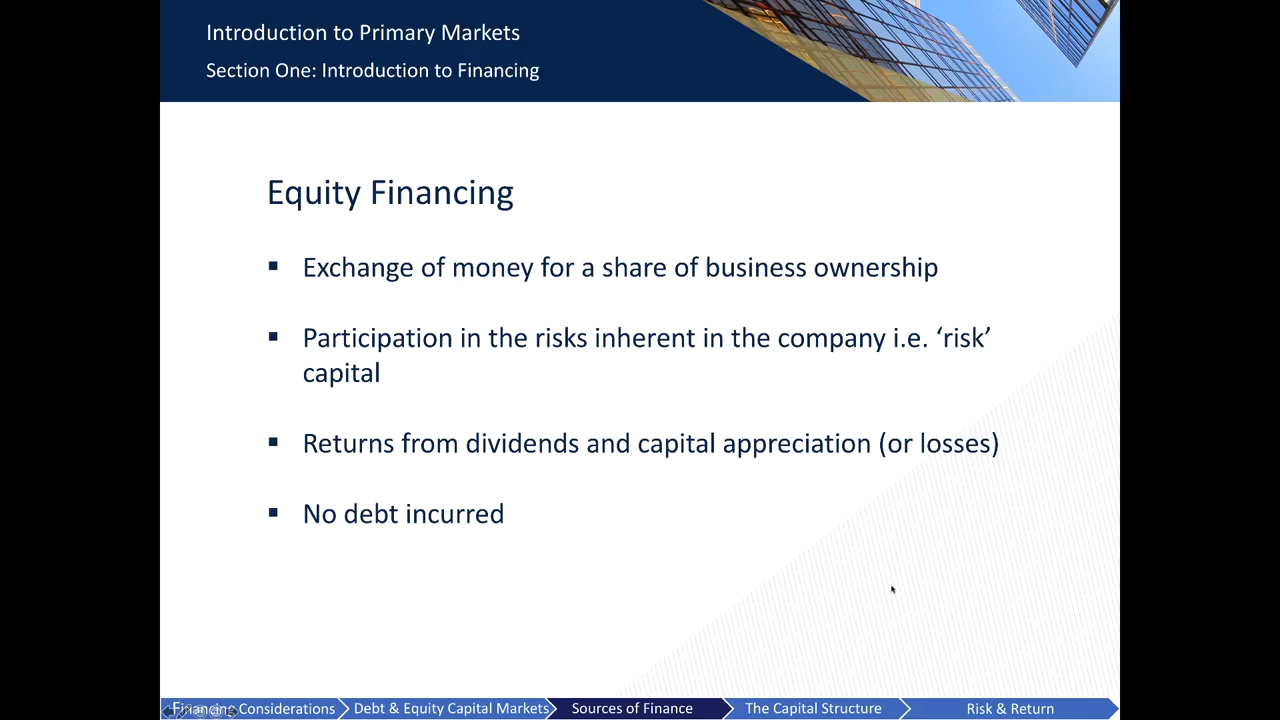 Introduction to Primary Markets
Section One: Introduction to Financing
Equity Financing
▪ Exchange of money for a share of business ownership
▪ Participation in the risks inherent in the company i.e. ‘risk’
capital
▪ Returns from dividends and capital appreciation (or losses)
▪ No debt incurred
Financing Considerations
Debt & Equity Capital Markets
Sources of Finance
The Capital Structure
Risk & Return